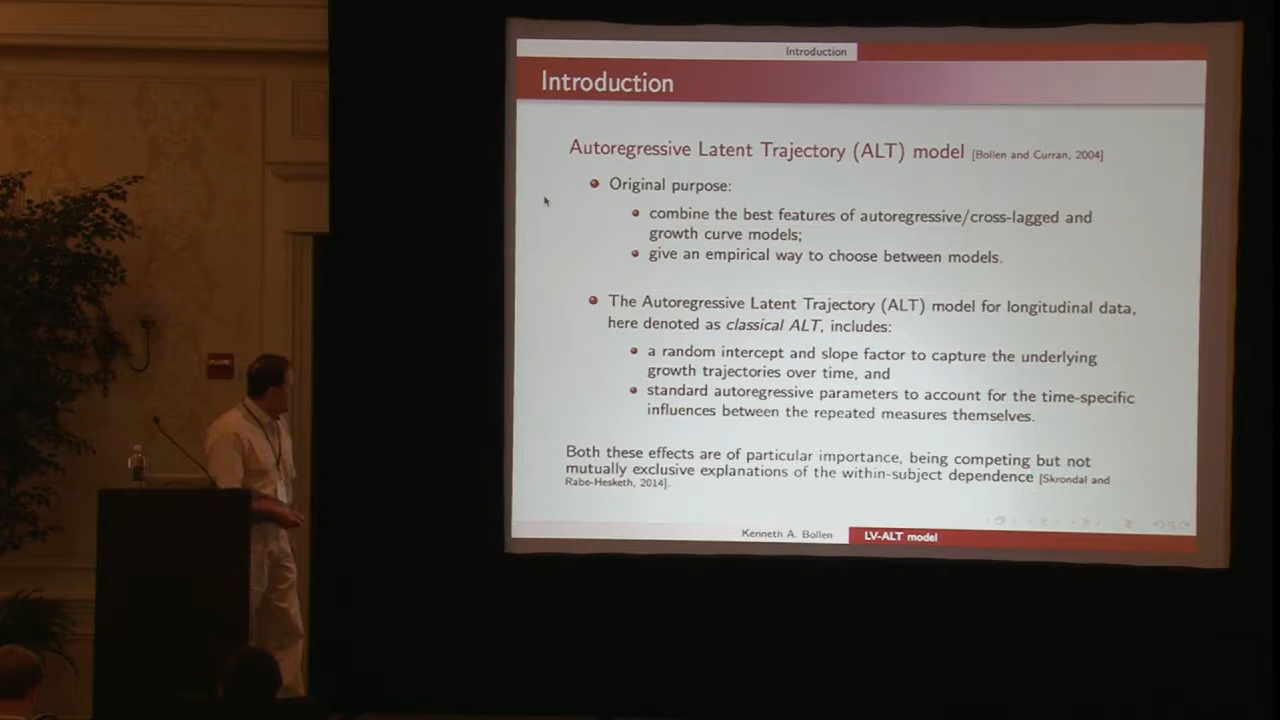 Introduction
Introduction
Autoregressive Latent Trajectory (ALT) model [Bollen and Curran, 2004]
Original purpose:
combine the best features of autoregressive/cross-lagged and
growth curve models;
give an empirical way to choose between models.
The Autoregressive Latent Trajectory (ALT) model for longitudinal data,
here denoted as classical ALT, includes:
a random intercept and slope factor to capture the underlying
growth trajectories over time, and
standard autoregressive parameters to account for the time-specific
influences between the repeated measures themselves.
Both these effects are of particular importance, being competing but not
mutually exclusive explanations of the within-subject dependence [Skrondal and
Rabe-Hesketh, 2014].
Kenneth A. Bollen LV-ALT model